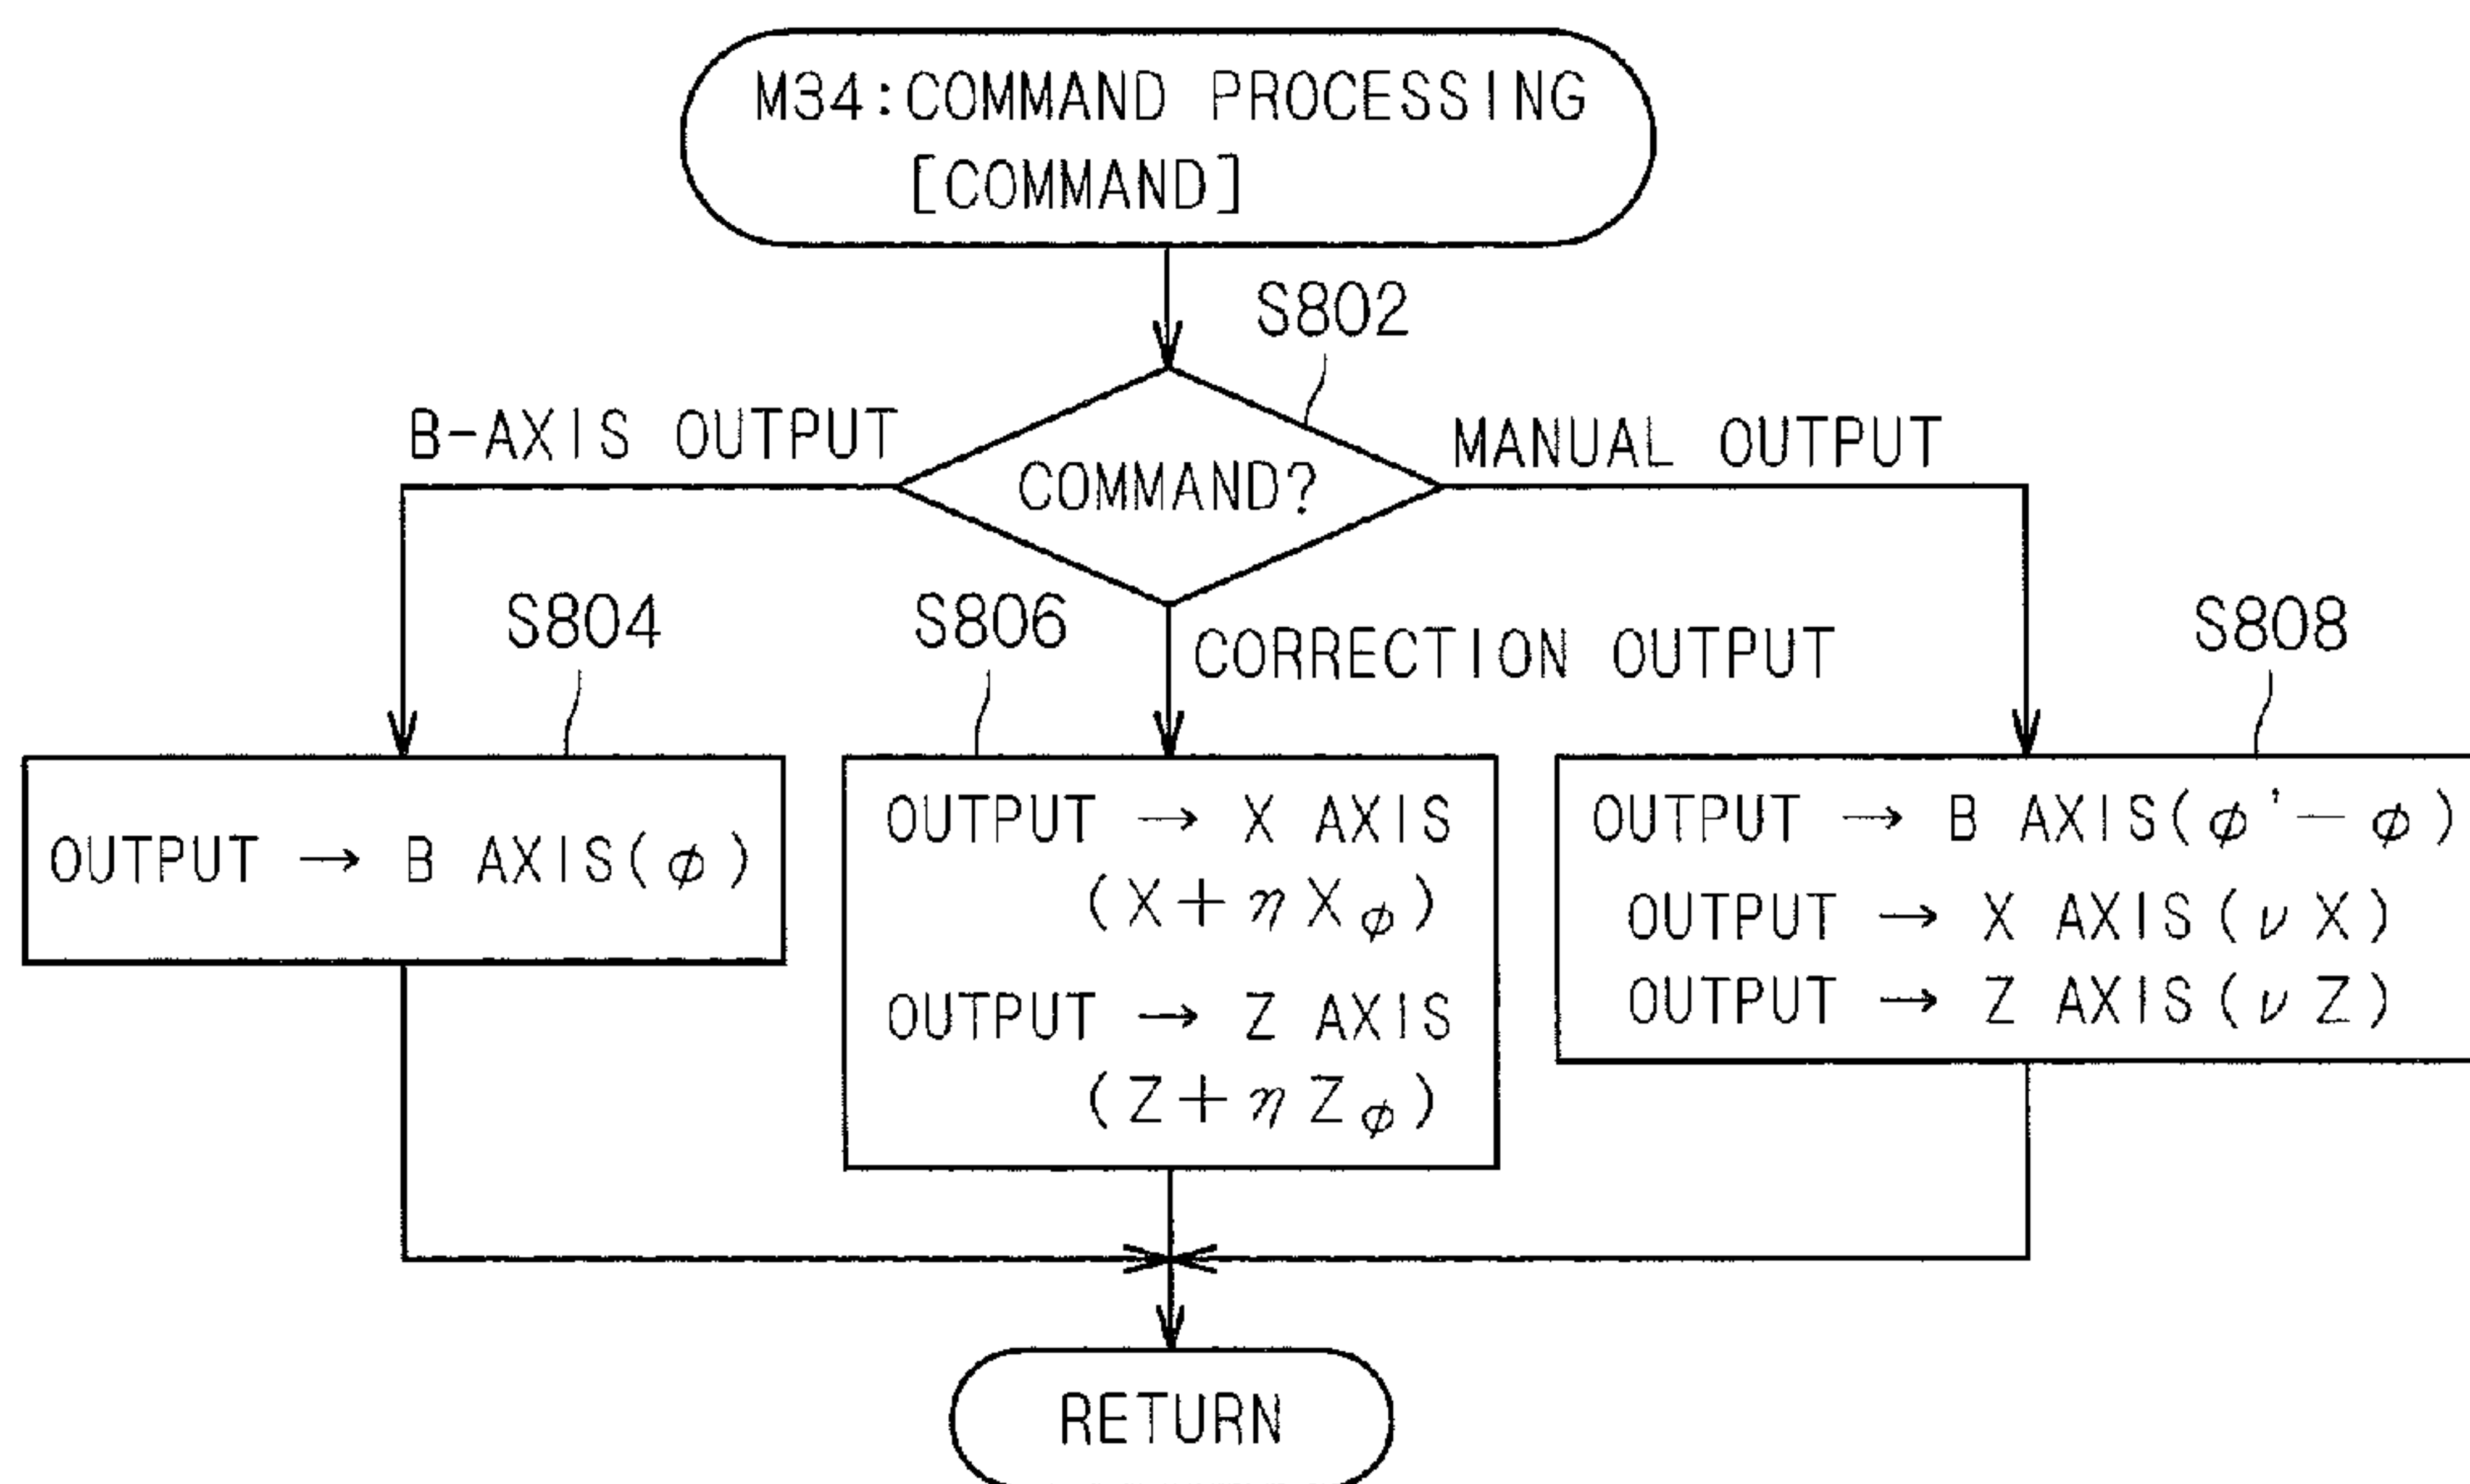 M34:COMMAND PROCESSING
[COMMAND]
S802
B-AXIS OUTPUT
COMMAND?
MANUAL OUTPUT
S804
S806
CORRECTION OUTPUT
S808
OUTPUT → B AXIS(ϕ)
OUTPUT → X AXIS
(X+ηXϕ)
OUTPUT → Z AXIS
(Z+ηZϕ)
OUTPUT → B AXIS(ϕ'−ϕ)
OUTPUT → X AXIS(νX)
OUTPUT → Z AXIS(νZ)
RETURN